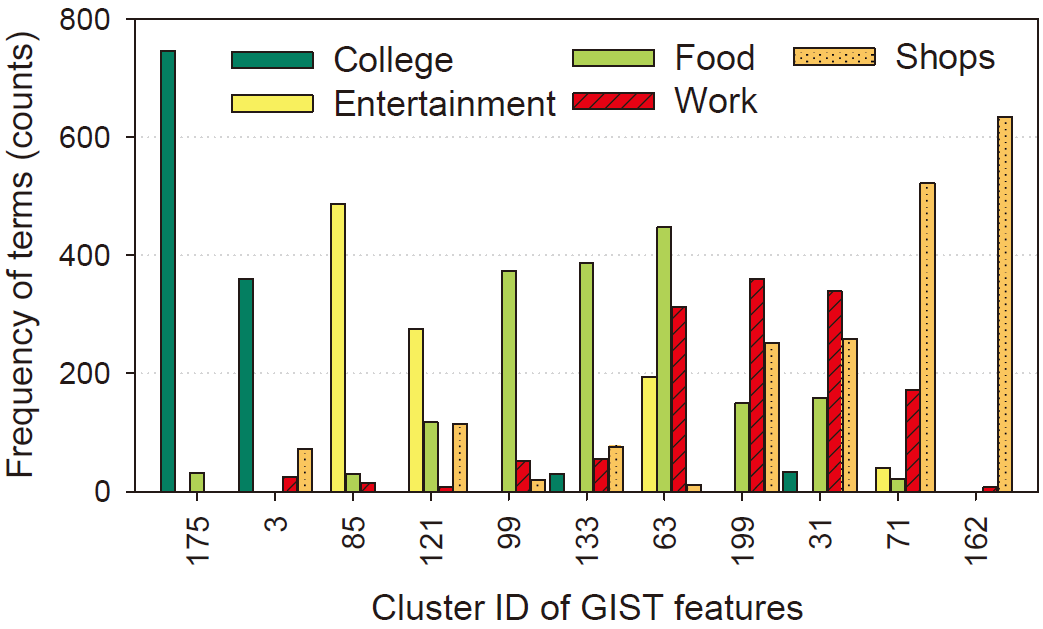 Frequency of terms (counts)
800
600
400
200
0
College
Entertainment
Food
Work
Shops
175
3
85
121
99
133
63
199
31
71
162
Cluster ID of GIST features